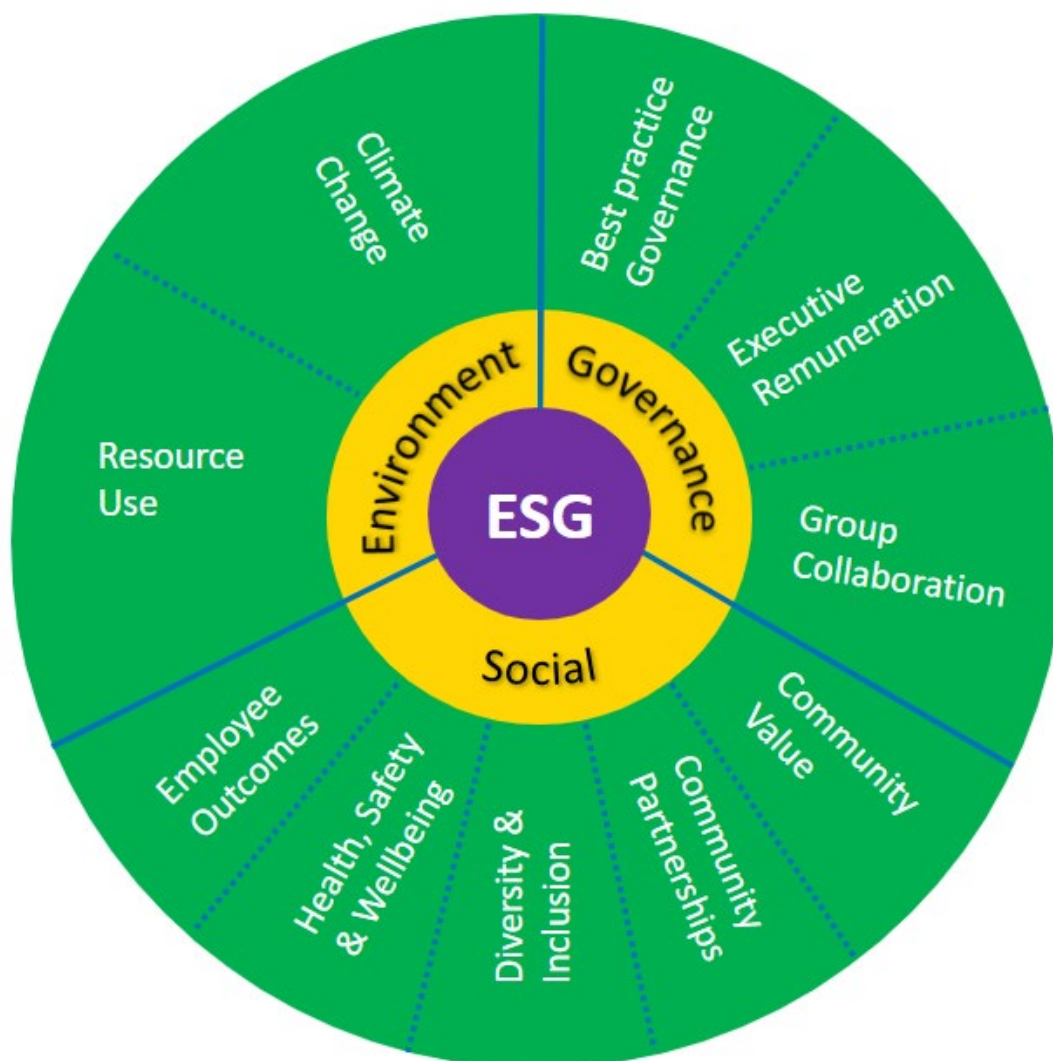 ESG
Environment
Governance
Social
Climate
Change
Resource
Use
Best practice
Governance
Executive
Remuneration
Group
Collaboration
Community
Value
Community
Partnerships
Diversity &
Inclusion
Health, Safety
& Wellbeing
Employee
Outcomes